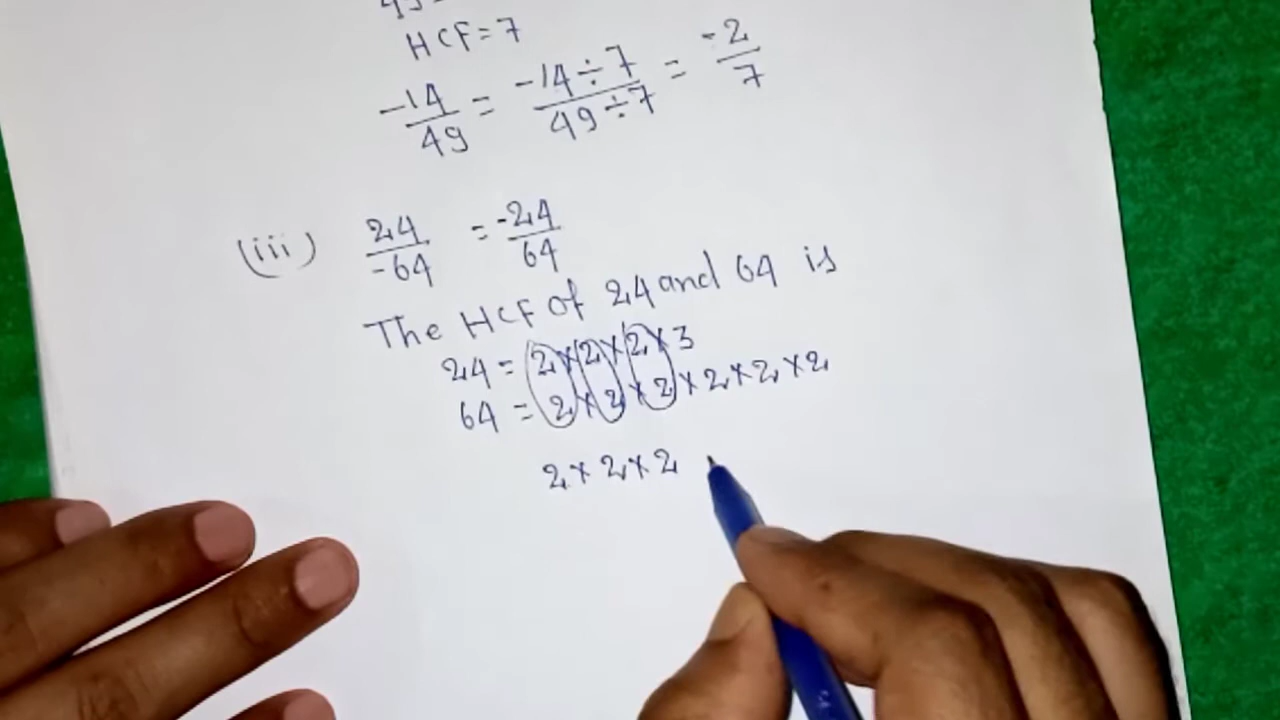 HCF = 7
-14/49 = -14÷7/49÷7 = -2/7
(iii) 24/-64 = -24/64
The HCF of 24 and 64 is
24 = 2×2×2×3
64 = 2×2×2×2×2×2
2×2×2